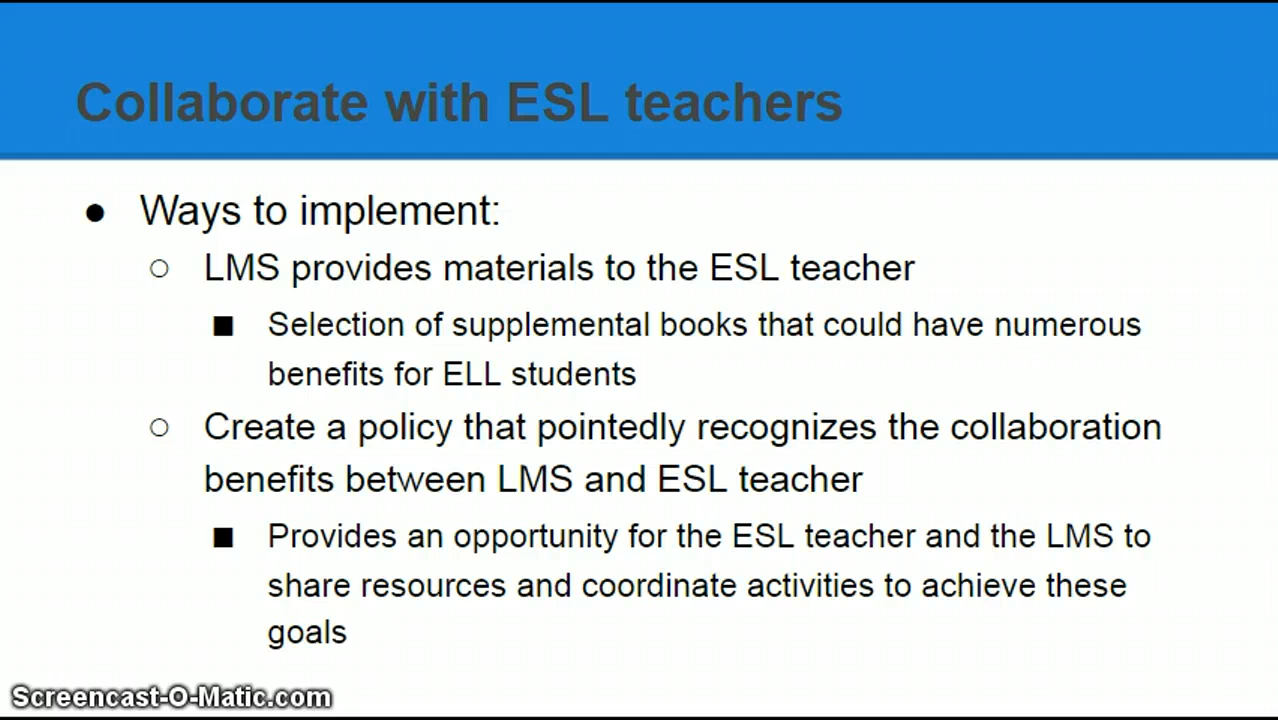 Collaborate with ESL teachers
● Ways to implement:
○ LMS provides materials to the ESL teacher
■ Selection of supplemental books that could have numerous
benefits for ELL students
○ Create a policy that pointedly recognizes the collaboration
benefits between LMS and ESL teacher
■ Provides an opportunity for the ESL teacher and the LMS to
share resources and coordinate activities to achieve these
goals
Screencast-O-Matic.com